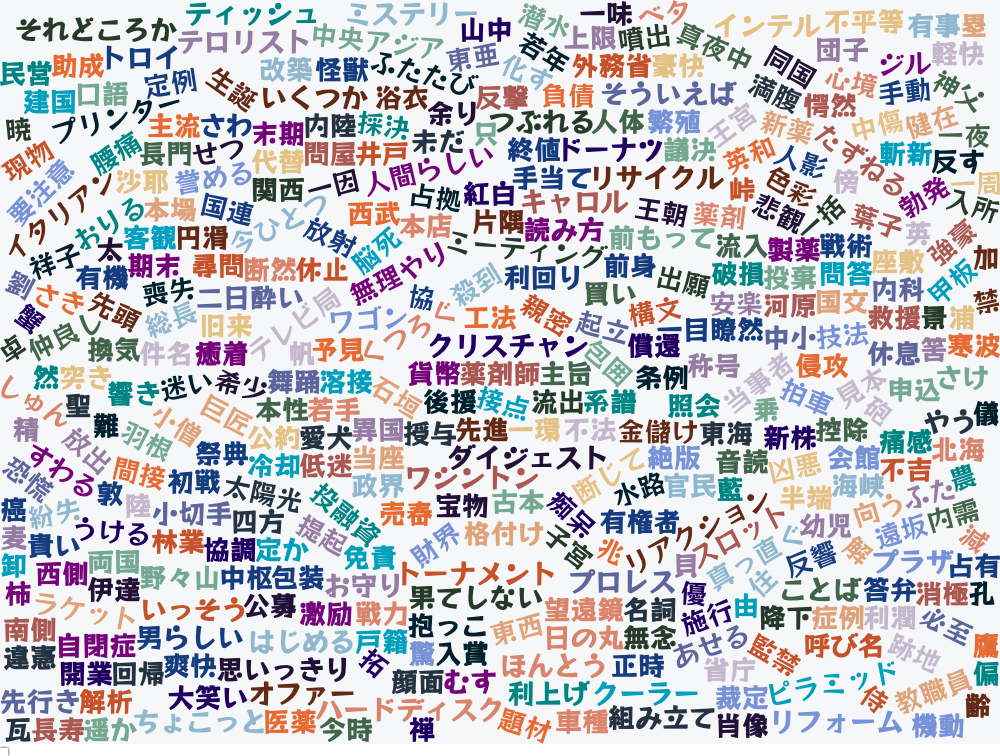 それどころか ティッシュ ミステリー 山中 潜水 一味 ベタ インテル 不平等 有事 塁
テロリスト 中央アジア 若年 上限 噴出 真夜中 団子 軽快
民営 助成 トロイ 定例 改築 怪獣 ふたたび 東亜 化す 外務省 豪快 同国 心境 ジル 神父
建国 口語 プリンター 生誕 いくつか 浴衣 余り 反撃 負債 そういえば 満腹 愕然 手動
暁 主流 さわ 末期 内陸 採決 未だ 只 つぶれる 人体 繁殖 王宮 新薬 たずねる 中傷 健在 一夜
現物 腰痛 長門 せつ 代替 問屋 井戸 人間らしい 終値 ドーナツ 議決 英和 人影 斬新 反す
要注意 イタリアン 沙耶 誉める 関西 一因 占拠 紅白 手当て リサイクル 峠 色彩 傍 勃発 一周
おりる 本場 国連 今ひとつ 西武 本店 片隅 キャロル 王朝 薬剤 悲観 苦 葉子 入所
祥子 太 客観 円滑 放射 脳死 ミーティング 読み方 前もって 流入 製薬 戦術 英 強豪 加
有機 期末 尋問 断然 休止 無理やり 殺到 利回り 前身 出願 破損 投棄 問答 座敷 甲板
劉 さき 先頭 喪失 二日酔い 協 買い 安楽 河原 国文 内科 禁
蟹 仲良し 総長 旧来 テレビ局 ワゴン くつろぐ 工法 親密 起立 構文 一目瞭然 中小 技法 救援 景 浦
卓 換気 件名 癒着 帆 予見 クリスチャン 包囲 償還 称号 当事者 侵攻 休息 筈 寒波
しゅん 然 突き 響き 迷い 希少 舞踊 溶接 石垣 貨幣 薬剤師 主旨 条例 拍車 見本 申込 さけ
聖 小僧 巨匠 本性 若手 後援 接点 流出 系譜 照会 乗 砲 やう 儀
精 放出 難 羽根 公約 愛犬 異国 授与 先進 一環 不法 金儲け 東海 新株 控除 痛感 北海
恐慌 すわる 間接 祭典 冷却 低迷 当座 ダイジェスト 断じて 絶版 音読 凶悪 会館 不吉
癌 紛失 敦 陸 初戦 太陽光 投融資 政界 ワシントン 水路 官民 藍 半端 海峡 ふた 農
麦 貴い うける 小切手 四方 提起 売春 宝物 古本 痴呆 有権者 リアクション スロット 幼児 向う 内需
卸 西側 両国 林業 協調 定か 免責 財界 格付け 子宮 兆 貝 真っ直ぐ 反響 遠坂 減
柿 伊達 野々山 中枢 包装 お守り トーナメント プロレス 優 住 プラザ 占有
ラケット いっそう 公募 激励 戦力 果てしない 望遠鏡 名詞 施行 由 ことば 答弁 消極 孔
南側 自閉症 男らしい はじめる 戸籍 抱っこ 東西 日の丸 無念 あせる 降下 症例 利潤 必至
違憲 開業 回帰 爽快 思いっきり 拓 驚 入賞 ほんとう 正時 省庁 監禁 呼び名 跡地 鷹
先行き 解析 大笑い オファー 顔面 むす 利上げ クーラー 裁定 ピラミッド 侍 教職員 偏
瓦 長寿 遥か ちょこっと 医薬 今時 ハードディスク 禅 題材 車種 組み立て 肖像 リフォーム 機動 齢